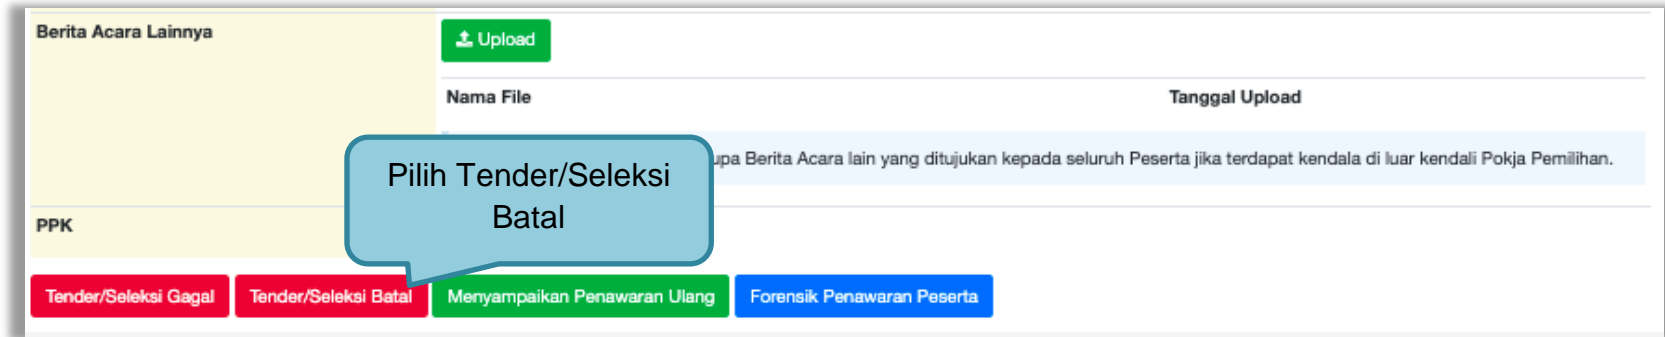 Berita Acara Lainnya
Upload
Nama File Tanggal Upload
Berita Acara lain yang ditujukan kepada seluruh Peserta jika terdapat kendala di luar kendali Pokja Pemilihan.
Pilih Tender/Seleksi
Batal
PPK
Tender/Seleksi Gagal Tender/Seleksi Batal Menyampaikan Penawaran Ulang Forensik Penawaran Peserta